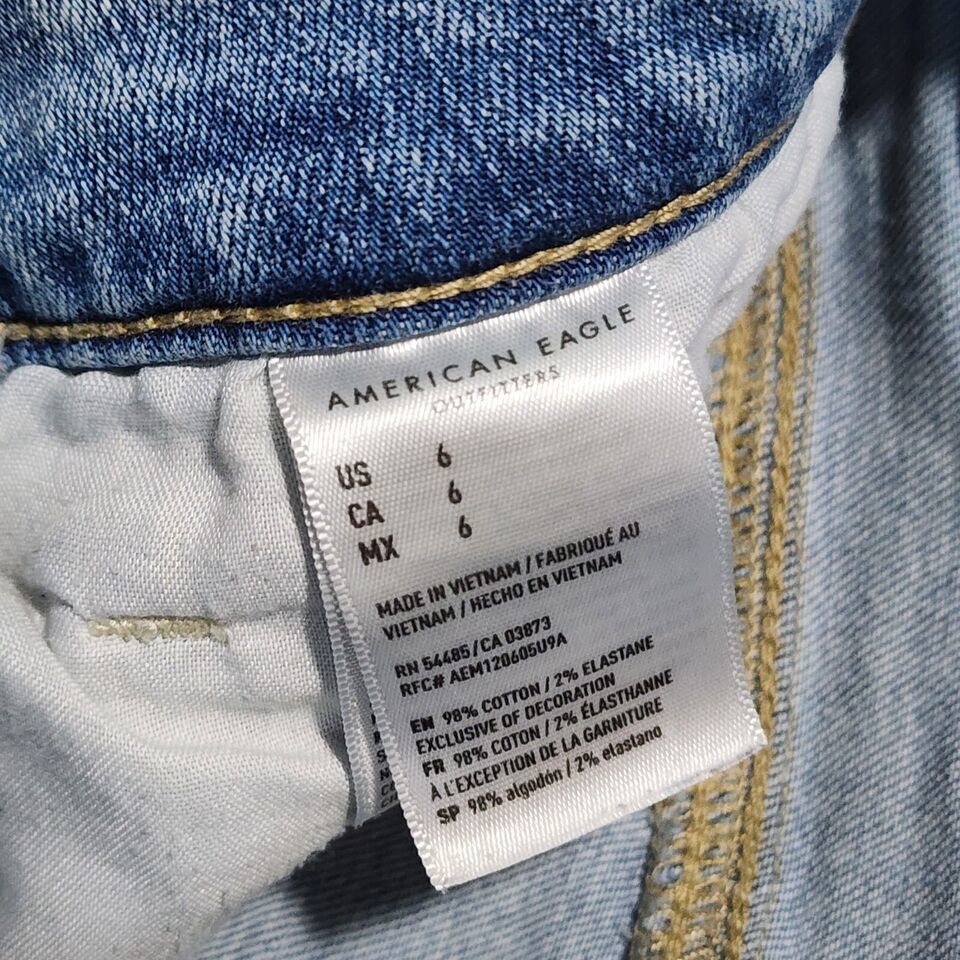 AMERICAN EAGLE
OUTFITTERS
US 6
CA 6
MX 6
MADE IN VIETNAM / FABRIQUÉ AU
VIETNAM / HECHO EN VIETNAM
RN 54485 / CA 03873
RFC# AEM120605U9A
EN 98% COTTON / 2% ELASTANE
EXCLUSIVE OF DECORATION
FR 98% COTON / 2% ÉLASTHANNE
À L'EXCEPTION DE LA GARNITURE
SP 98% algodón / 2% elastano